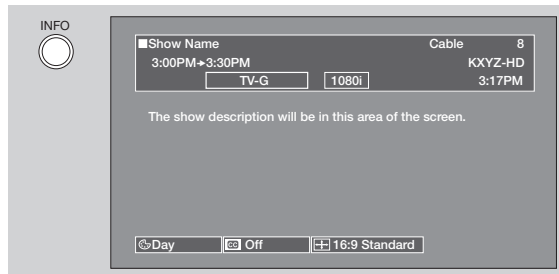 INFO
■Show Name Cable 8
3:00PM➔3:30PM KXYZ-HD
TV-G 1080i 3:17PM
The show description will be in this area of the screen.
Day CC Off 16:9 Standard